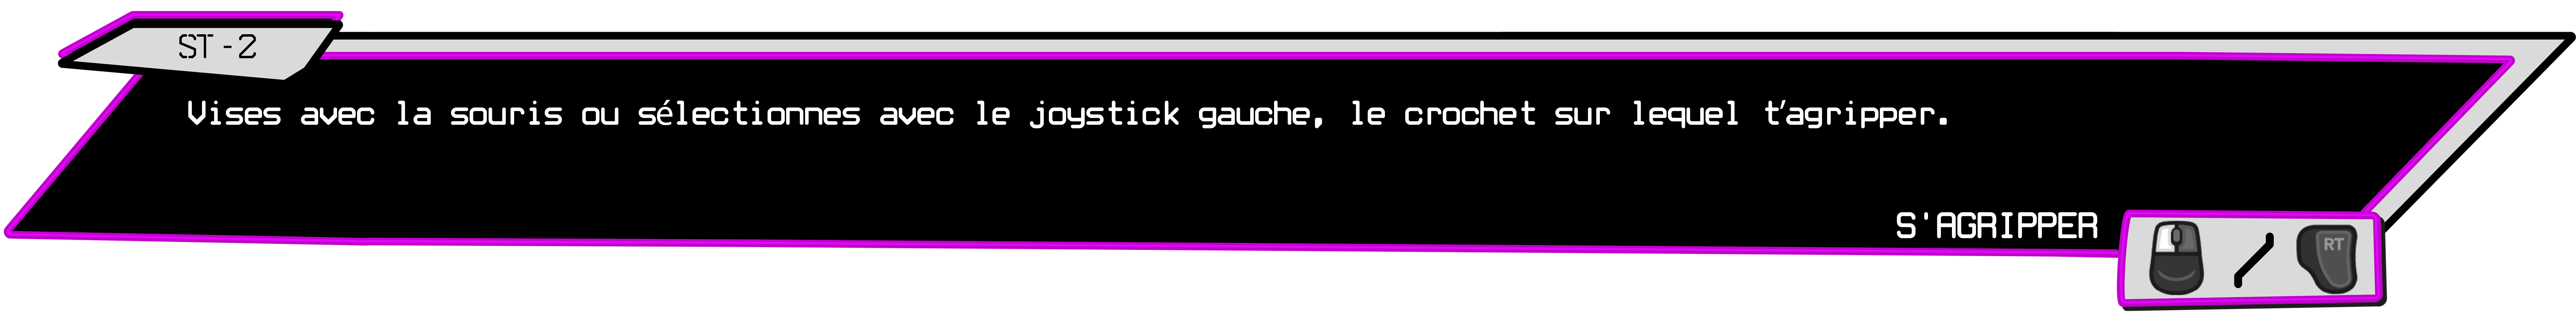 ST-2
Vises avec la souris ou sélectionnes avec le joystick gauche, le crochet sur lequel t'agripper.
S'AGRIPPER
RT